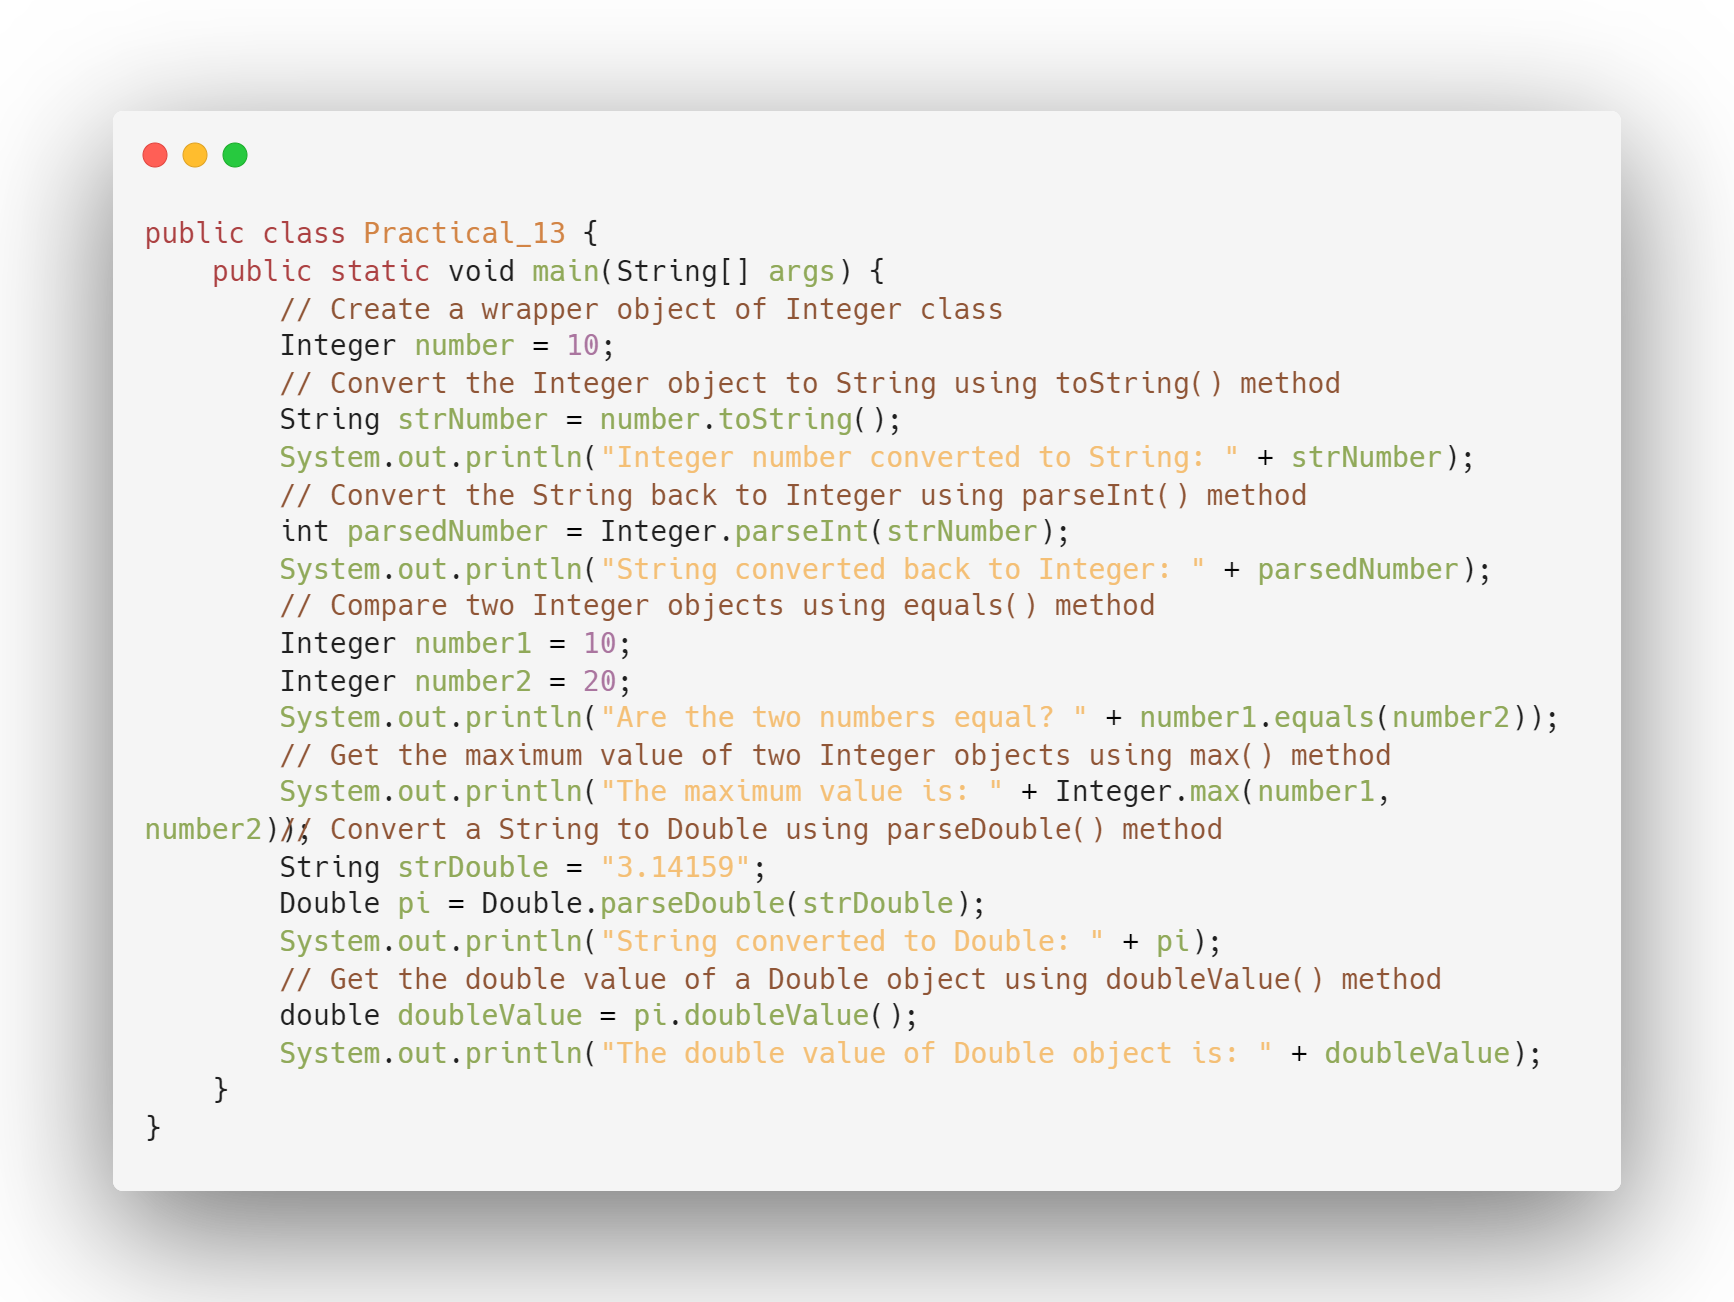 public class Practical_13 {
    public static void main(String[] args) {
        // Create a wrapper object of Integer class
        Integer number = 10;
        // Convert the Integer object to String using toString() method
        String strNumber = number.toString();
        System.out.println("Integer number converted to String: " + strNumber);
        // Convert the String back to Integer using parseInt() method
        int parsedNumber = Integer.parseInt(strNumber);
        System.out.println("String converted back to Integer: " + parsedNumber);
        // Compare two Integer objects using equals() method
        Integer number1 = 10;
        Integer number2 = 20;
        System.out.println("Are the two numbers equal? " + number1.equals(number2));
        // Get the maximum value of two Integer objects using max() method
        System.out.println("The maximum value is: " + Integer.max(number1,
number2));
        // Convert a String to Double using parseDouble() method
        String strDouble = "3.14159";
        Double pi = Double.parseDouble(strDouble);
        System.out.println("String converted to Double: " + pi);
        // Get the double value of a Double object using doubleValue() method
        double doubleValue = pi.doubleValue();
        System.out.println("The double value of Double object is: " + doubleValue);
    }
}